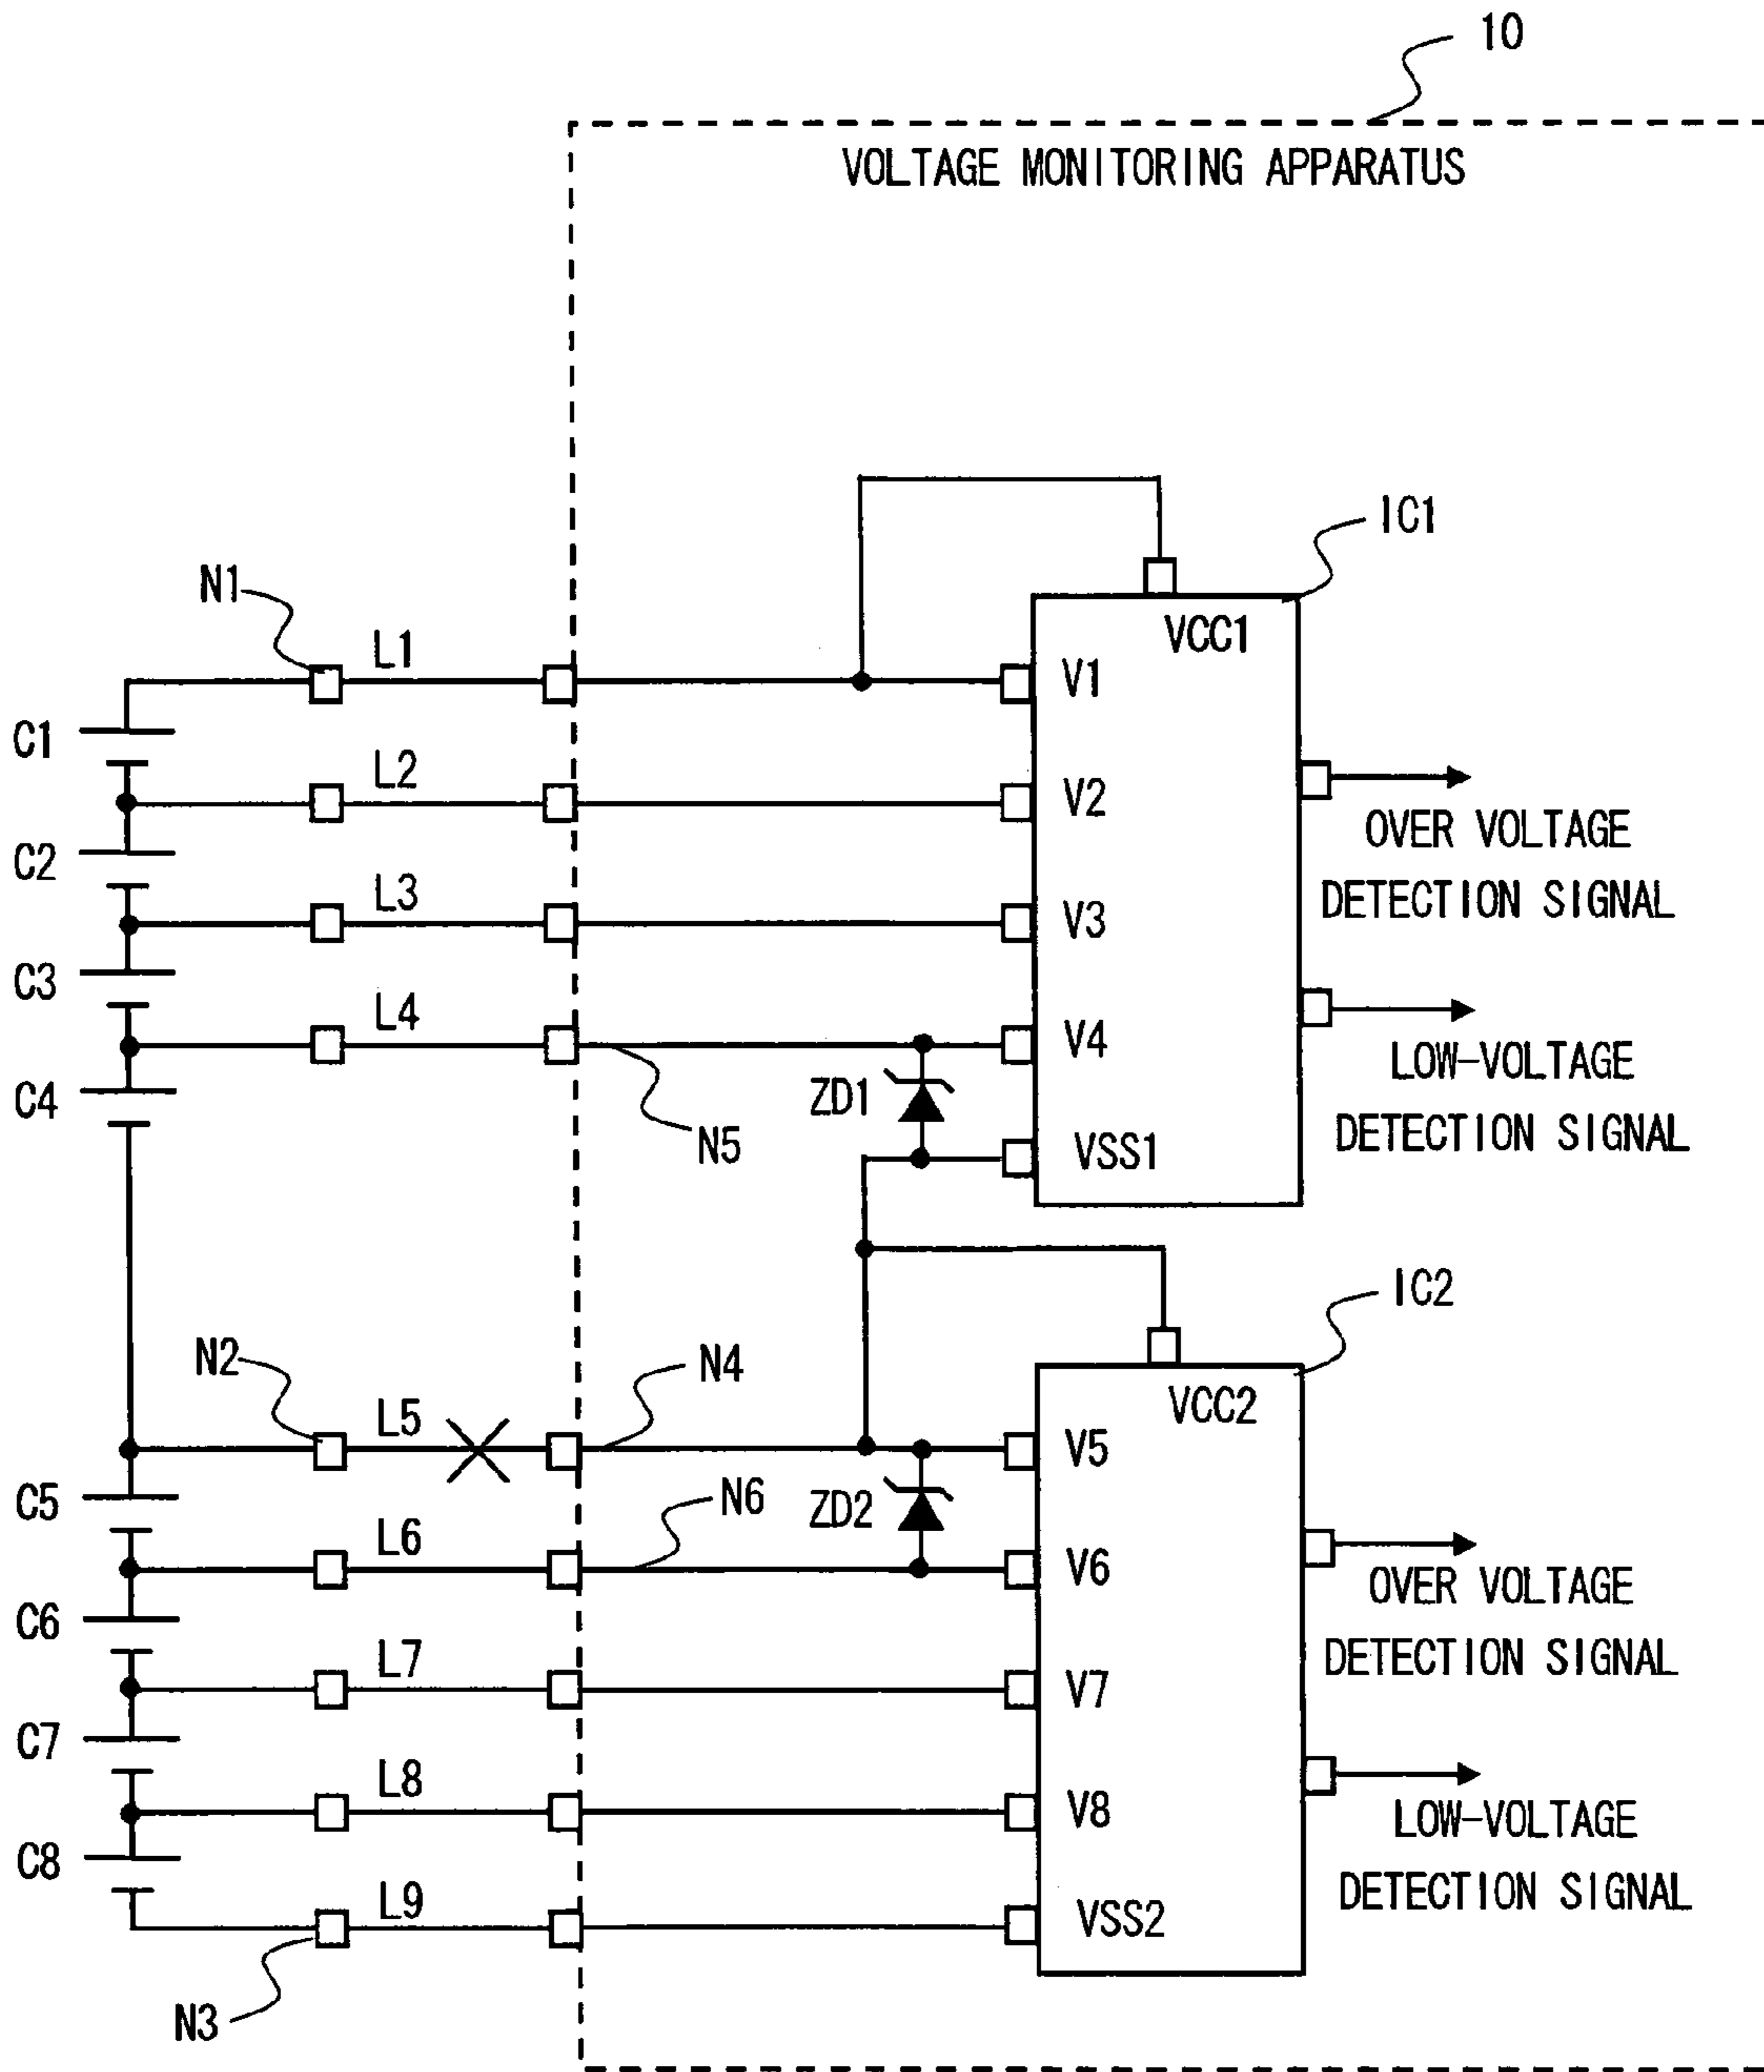 10
VOLTAGE MONITORING APPARATUS
IC1
N1
VCC1
L1
V1
C1
L2
V2
OVER VOLTAGE
DETECTION SIGNAL
C2
L3
V3
C3
L4
V4
LOW-VOLTAGE
DETECTION SIGNAL
C4
ZD1
N5
VSS1
IC2
N2
N4
VCC2
L5
V5
C5
N6
ZD2
L6
V6
OVER VOLTAGE
DETECTION SIGNAL
C6
L7
V7
C7
L8
V8
LOW-VOLTAGE
DETECTION SIGNAL
C8
L9
VSS2
N3